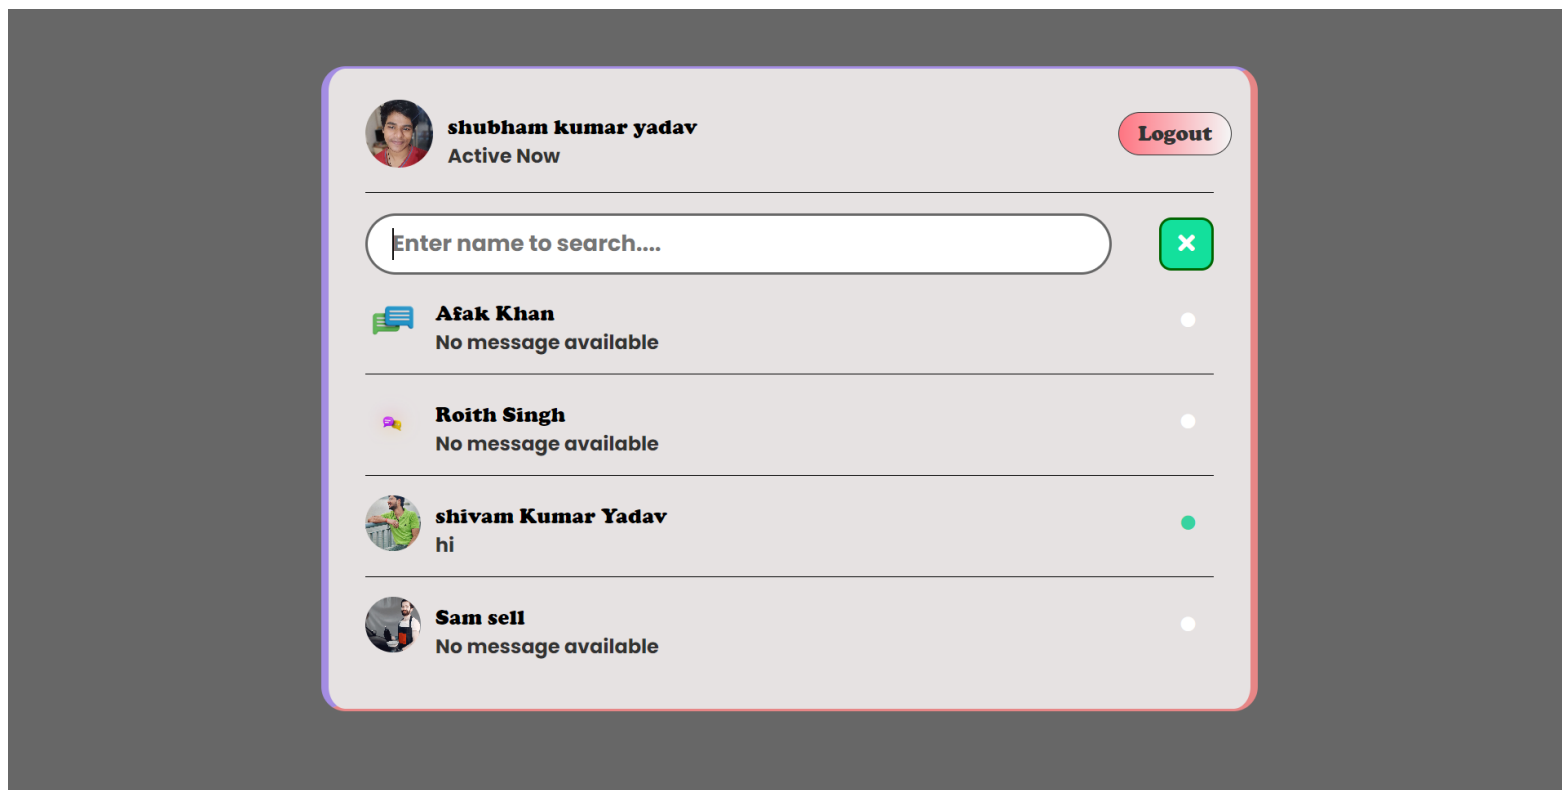 shubham kumar yadav
Active Now
Logout
Enter name to search....
Afak Khan
No message available
Roith Singh
No message available
shivam Kumar Yadav
hi
Sam sell
No message available